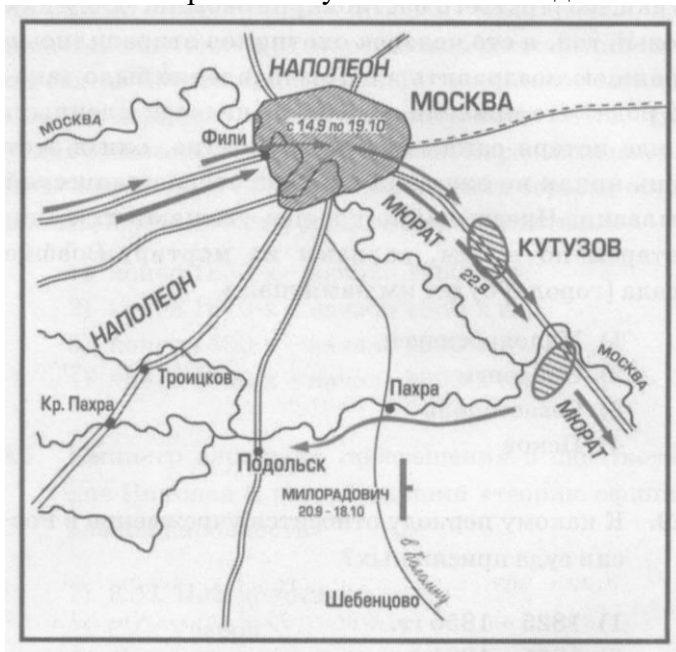 НАПОЛЕОН
МОСКВА
МОСКВА
Фили
с 14.9 по 19.10
МЮРАТ
22.9
КУТУЗОВ
НАПОЛЕОН
Троицков
МОСКВА
Кр. Пахра
Пахра
МЮРАТ
Подольск
МИЛОРАДОВИЧ
20.9 - 18.10
Шебенцово